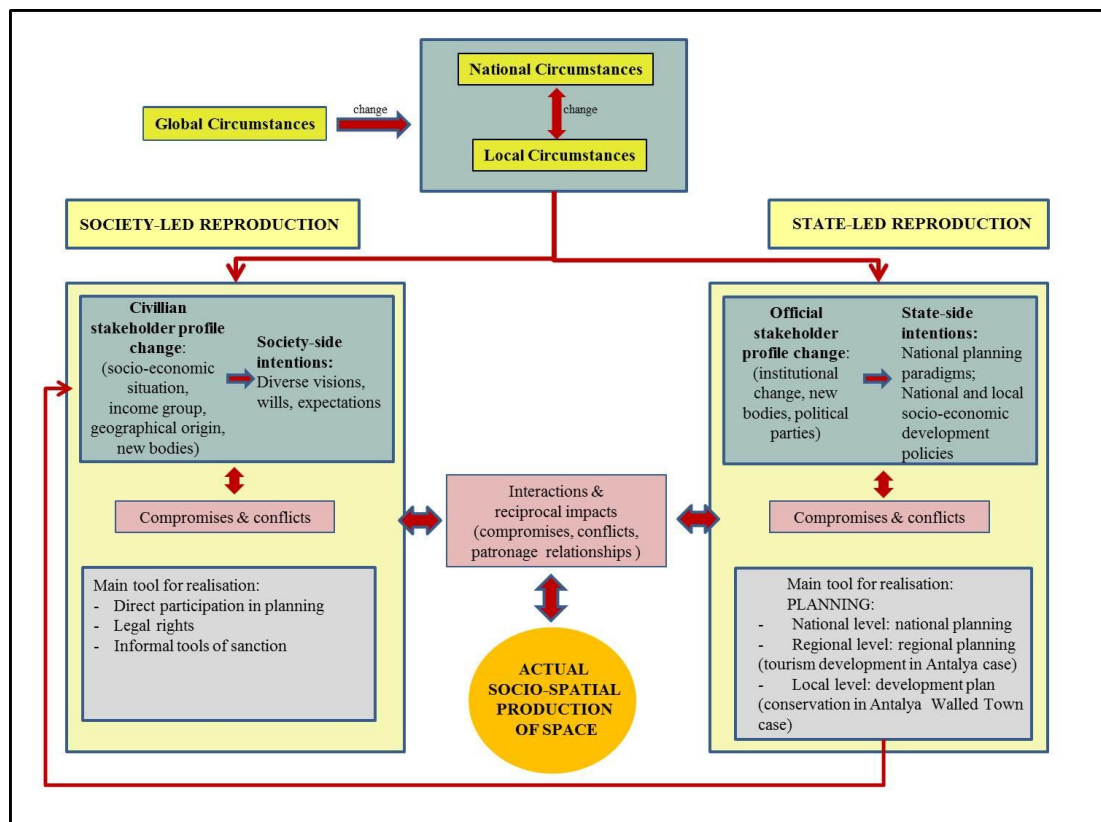 National Circumstances
change
Global Circumstances
change
Local Circumstances
SOCIETY-LED REPRODUCTION
STATE-LED REPRODUCTION
Civillian
stakeholder profile
change:
(socio-economic
situation,
income group,
geographical origin,
new bodies)
Society-side
intentions:
Diverse visions,
wills, expectations
Official
stakeholder
profile change:
(institutional
change, new
bodies, political
parties)
State-side
intentions:
National planning
paradigms;
National and local
socio-economic
development
policies
Compromises & conflicts
Interactions &
reciprocal impacts
(compromises, conflicts,
patronage relationships )
Compromises & conflicts
Main tool for realisation:
- Direct participation in planning
- Legal rights
- Informal tools of sanction
ACTUAL
SOCIO-SPATIAL
PRODUCTION
OF SPACE
Main tool for realisation:
PLANNING:
- National level: national planning
- Regional level: regional planning
(tourism development in Antalya case)
- Local level: development plan
(conservation in Antalya Walled Town
case)